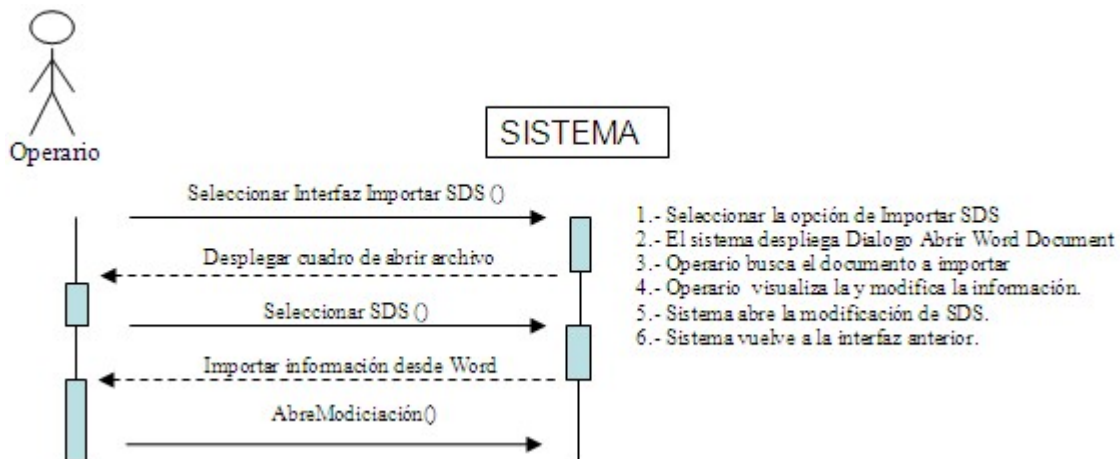 Operario
SISTEMA
Seleccionar Interfaz Importar SDS ()
Desplegar cuadro de abrir archivo
Seleccionar SDS ()
Importar información desde Word
AbreModiciación()
1.- Seleccionar la opción de Importar SDS
2.- El sistema despliega Dialogo Abrir Word Document
3.- Operario busca el documento a importar
4.- Operario visualiza la y modifica la información.
5.- Sistema abre la modificación de SDS.
6.- Sistema vuelve a la interfaz anterior.